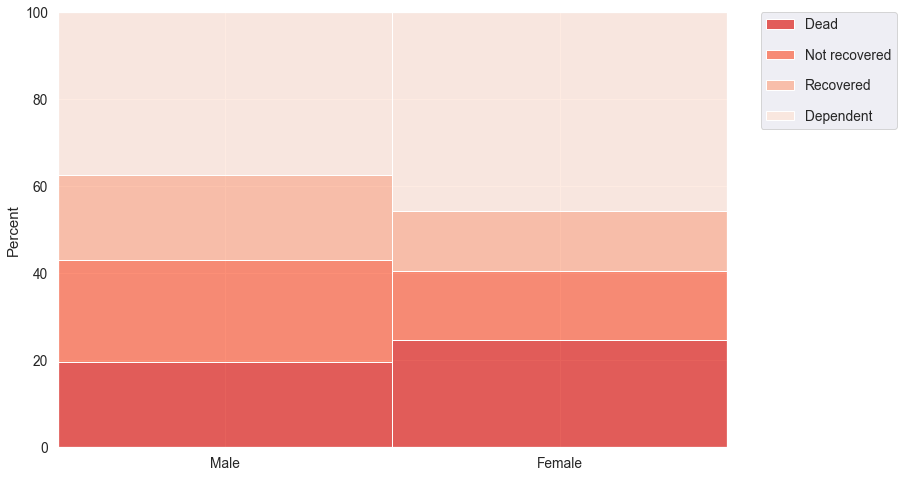 100
80
60
40
20
0
Percent
Male
Female
Dead
Not recovered
Recovered
Dependent